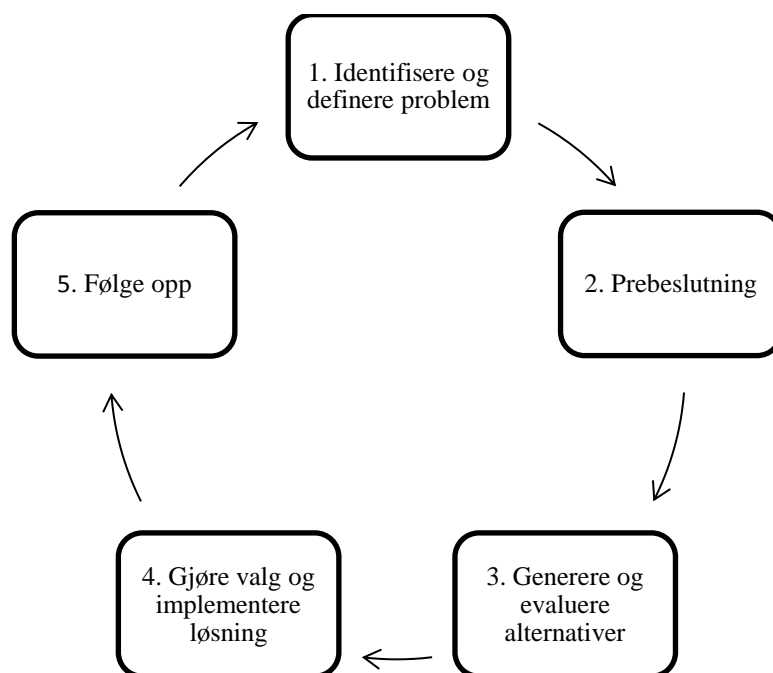 1. Identifisere og
definere problem
2. Prebeslutning
3. Generere og
evaluere
alternativer
4. Gjøre valg og
implementere
løsning
5. Følge opp